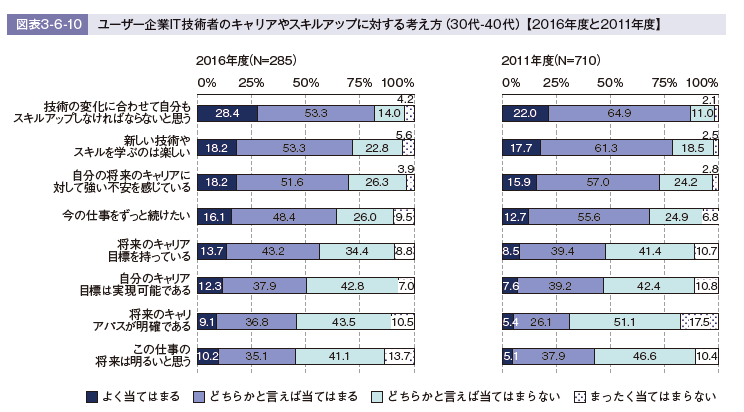 図表3-6-10 ユーザー企業IT技術者のキャリアやスキルアップに対する考え方(30代-40代)【2016年度と2011年度】
2016年度(N=285) 2011年度(N=710)
0% 25% 50% 75% 100% 0% 25% 50% 75% 100%
技術の変化に合わせて自分も
スキルアップしなければならないと思う
28.4 53.3 14.0 4.2 22.0 64.9 11.0 2.1
新しい技術や
スキルを学ぶのは楽しい
18.2 53.3 22.8 5.6 17.7 61.3 18.5 2.5
自分の将来のキャリアに
対して強い不安を感じている
18.2 51.6 26.3 3.9 15.9 57.0 24.2 2.8
今の仕事をずっと続けたい
16.1 48.4 26.0 9.5 12.7 55.6 24.9 6.8
将来のキャリア
目標を持っている
13.7 43.2 34.4 8.8 8.5 39.4 41.4 10.7
自分のキャリア
目標は実現可能である
12.3 37.9 42.8 7.0 7.6 39.2 42.4 10.8
将来のキャリ
アパスが明確である
9.1 36.8 43.5 10.5 5.4 26.1 51.1 17.5
この仕事の
将来は明るいと思う
10.2 35.1 41.1 13.7 5.1 37.9 46.6 10.4
よく当てはまる どちらかと言えば当てはまる どちらかと言えば当てはまらない まったく当てはまらない